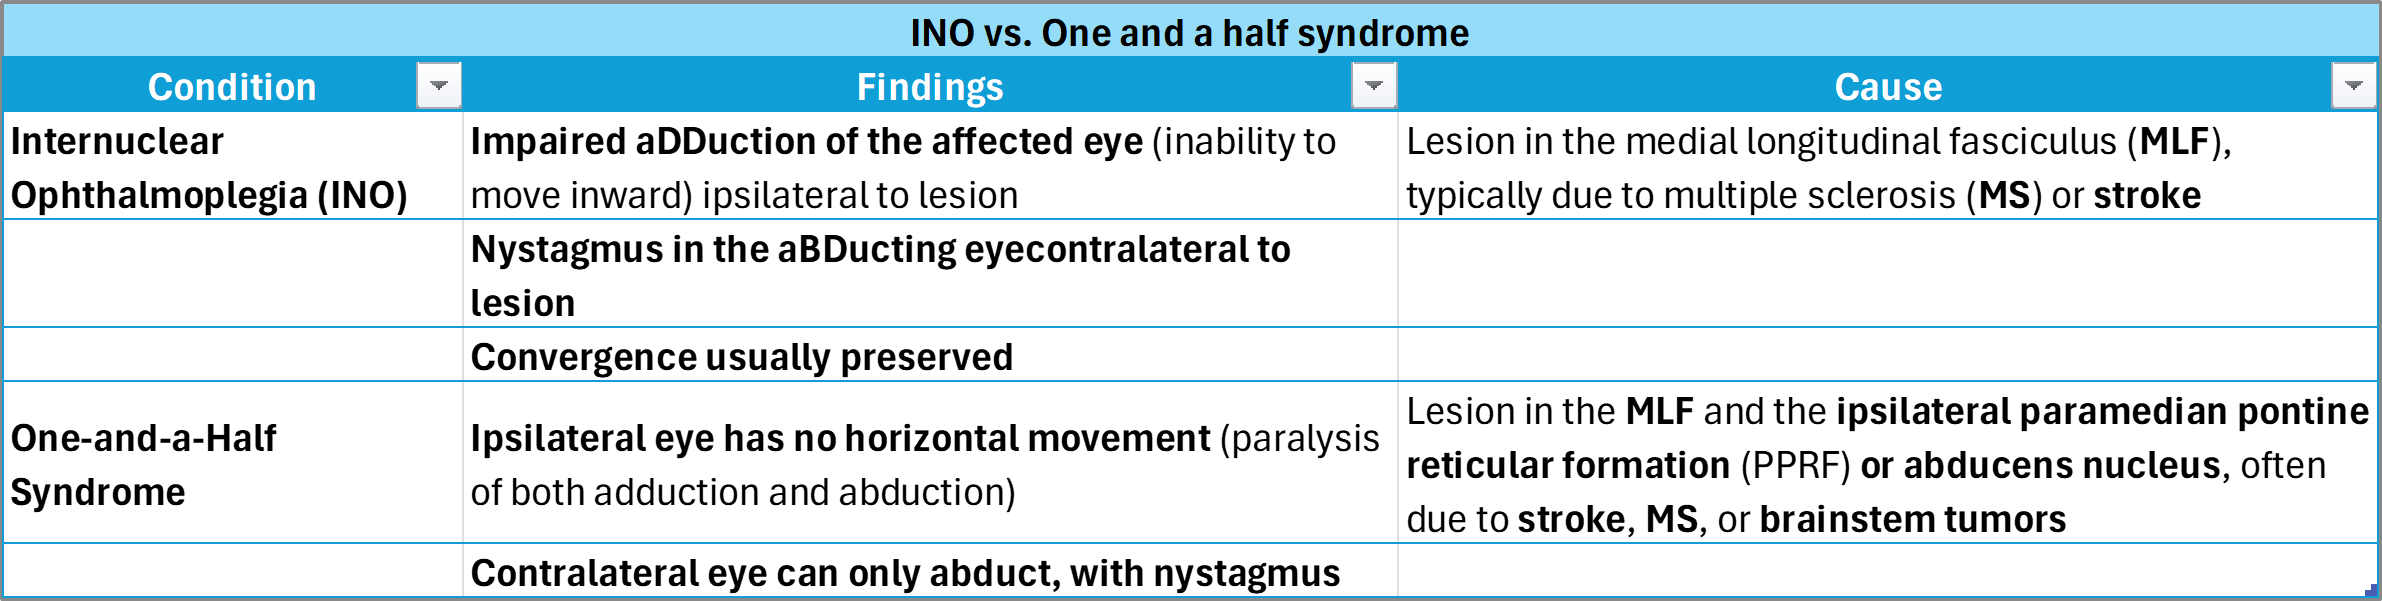 INO vs. One and a half syndrome
Condition Findings Cause
Internuclear
Ophthalmoplegia (INO)
Impaired aDDuction of the affected eye (inability to
move inward) ipsilateral to lesion
Lesion in the medial longitudinal fasciculus (MLF),
typically due to multiple sclerosis (MS) or stroke
Nystagmus in the aBDucting eyecontralateral to
lesion
Convergence usually preserved
One-and-a-Half
Syndrome
Ipsilateral eye has no horizontal movement (paralysis
of both adduction and abduction)
Lesion in the MLF and the ipsilateral paramedian pontine
reticular formation (PPRF) or abducens nucleus, often
due to stroke, MS, or brainstem tumors
Contralateral eye can only abduct, with nystagmus